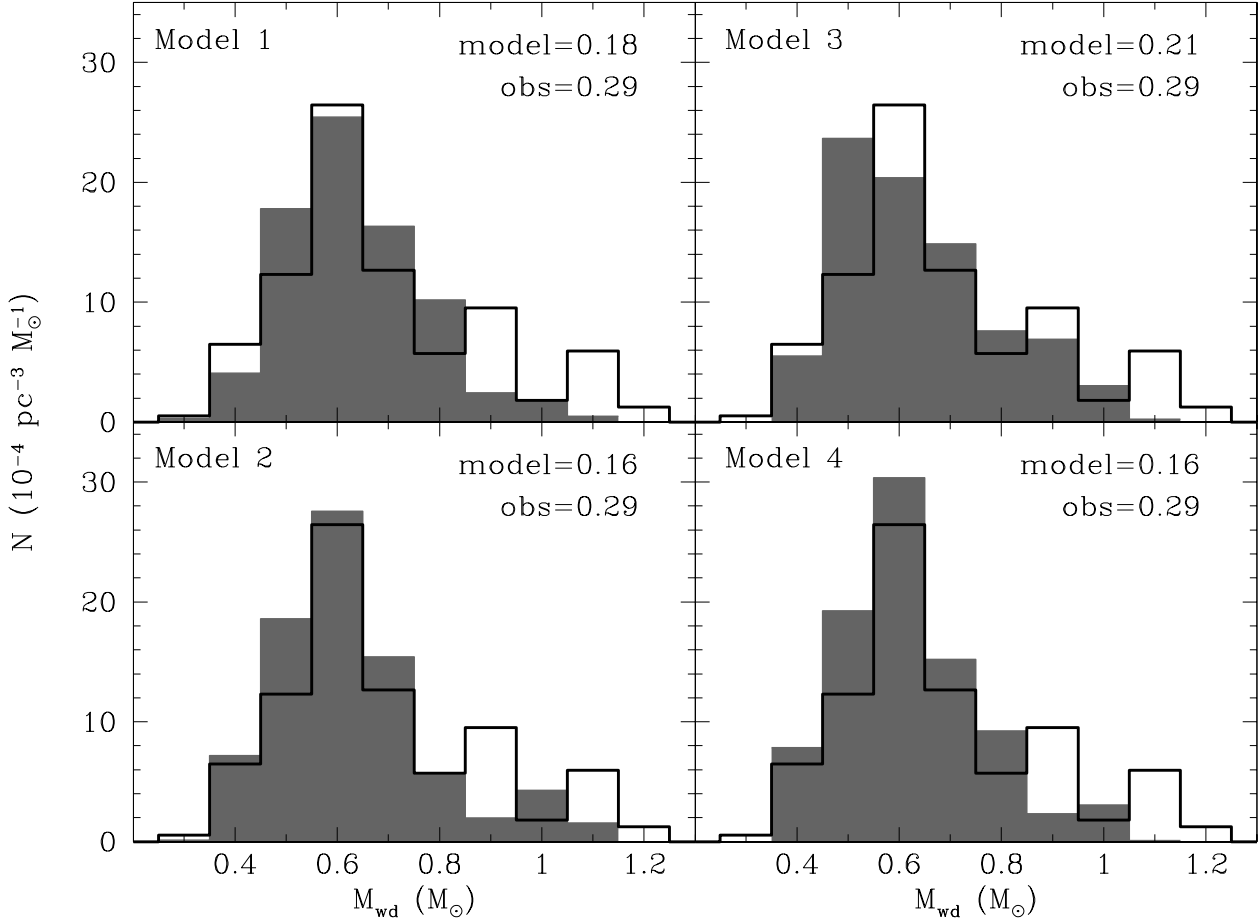 Model 1
model=0.18
obs=0.29
Model 3
model=0.21
obs=0.29
30
20
10
0
Model 2
model=0.16
obs=0.29
Model 4
model=0.16
obs=0.29
30
20
10
0
0.4 0.6 0.8 1 1.2
0.4 0.6 0.8 1 1.2
M_wd (M_⊙)
M_wd (M_⊙)
N (10⁻⁴ pc⁻³ M_⊙⁻¹)